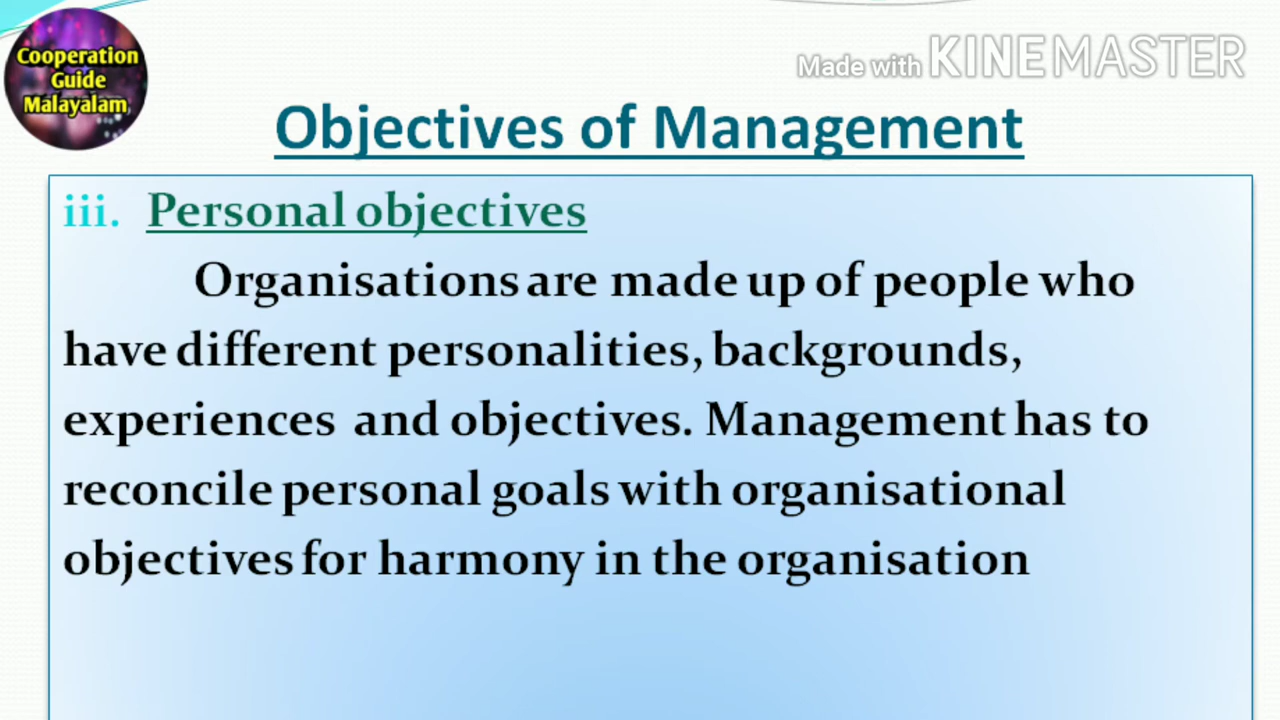 Cooperation
Guide
Malayalam,
Made with KINEMASTER
Objectives of Management
iii. Personal objectives
Organisations are made up of people who
have different personalities, backgrounds,
experiences and objectives. Management has to
reconcile personal goals with organisational
objectives for harmony in the organisation